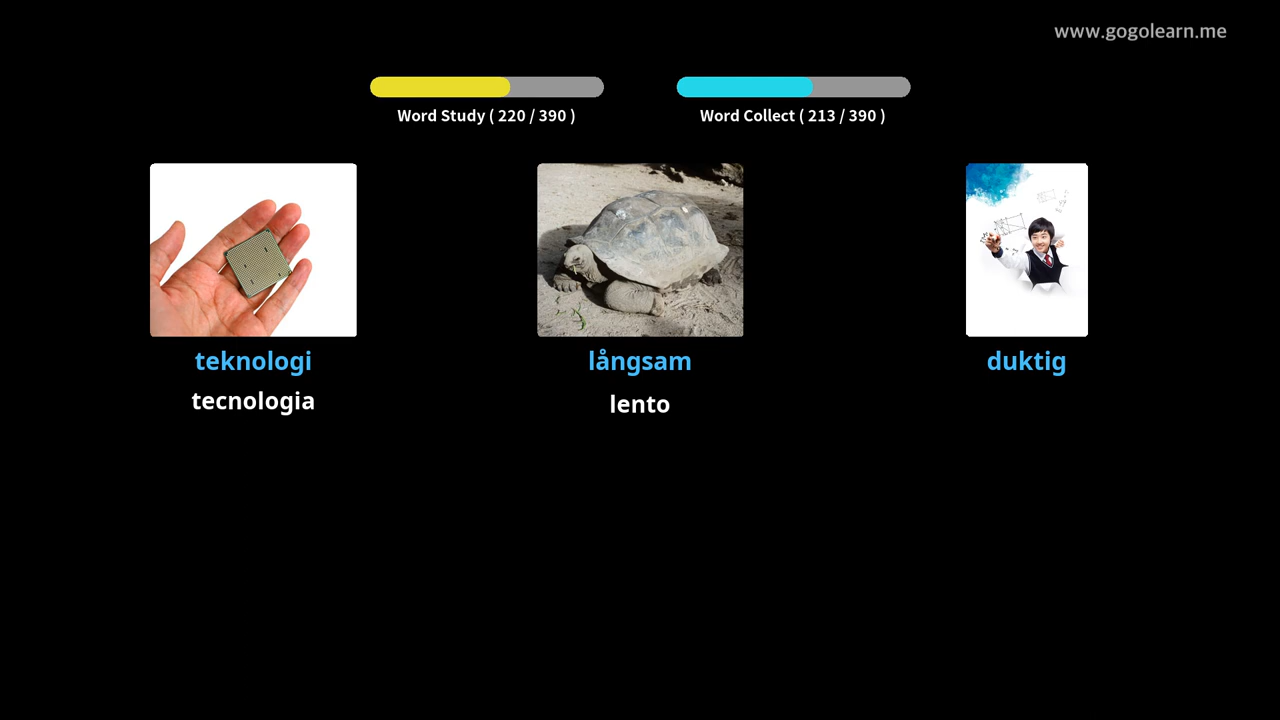 www.gogolearn.me
Word Study ( 220 / 390 )
Word Collect ( 213 / 390 )
teknologi
tecnologia
långsam
lento
duktig